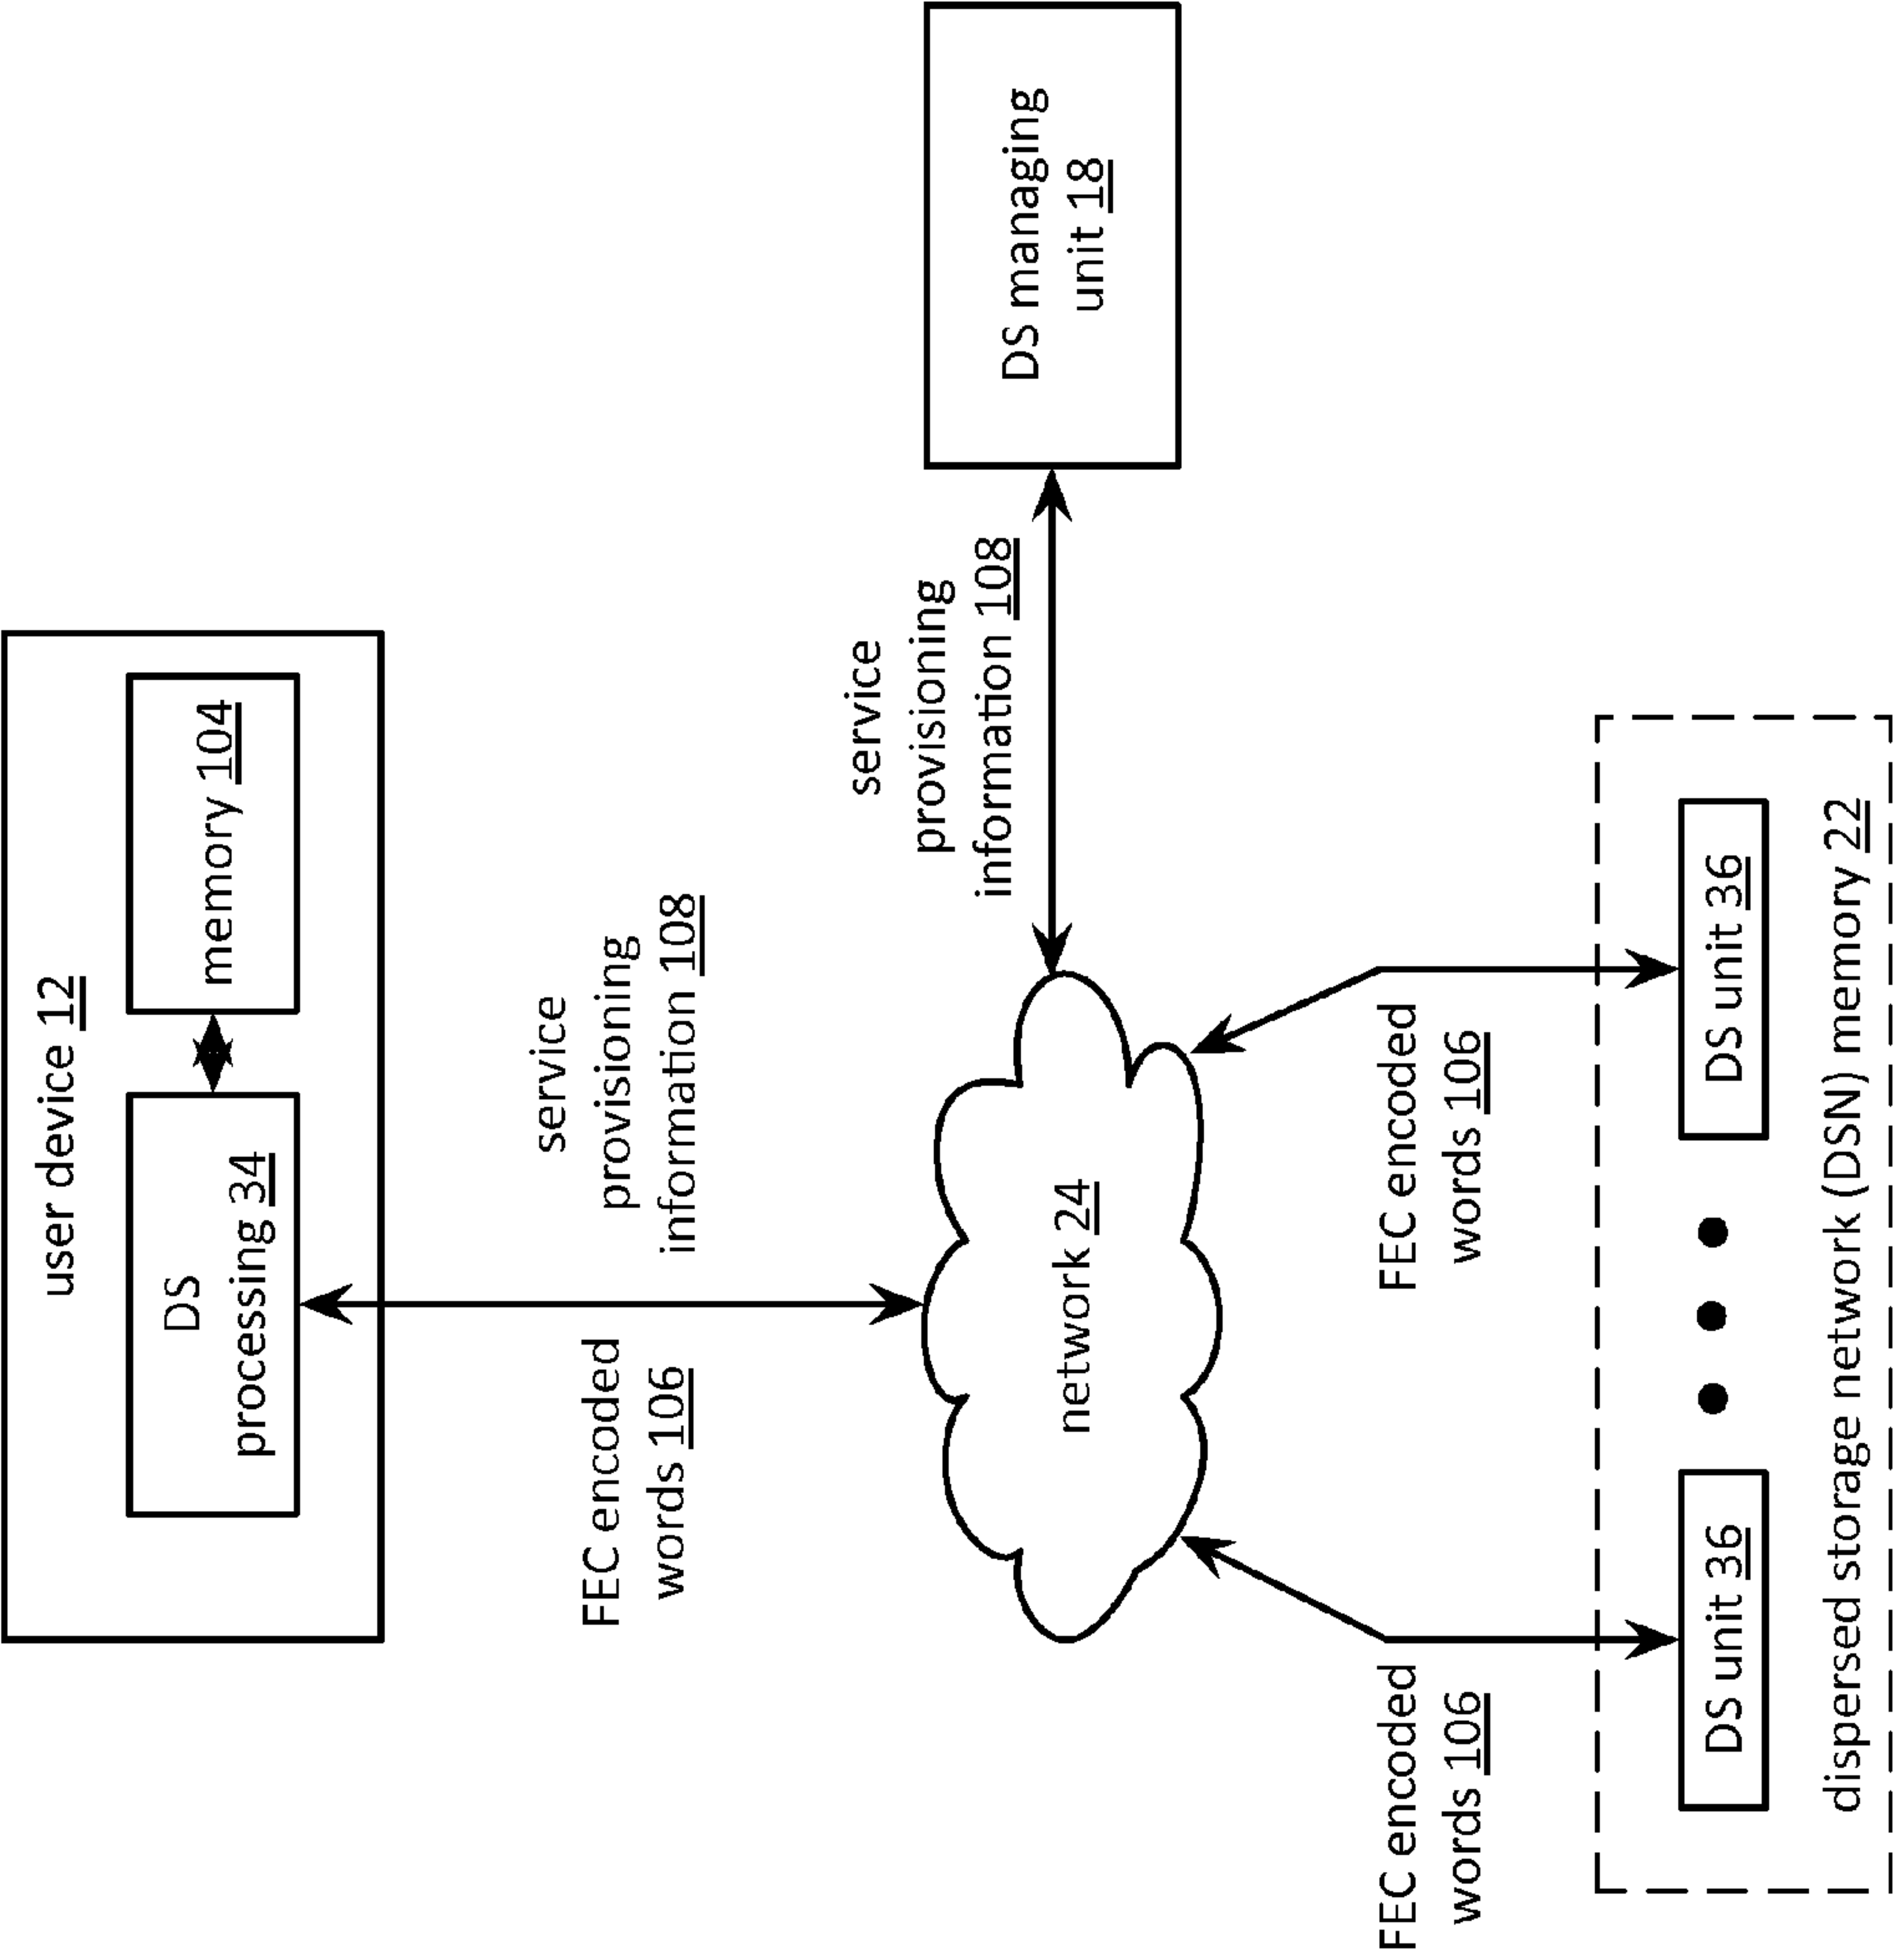 user device 12
DS
processing 34
memory 104
FEC encoded
words 106
service
provisioning
information 108
network 24
service
provisioning
information 108
DS managing
unit 18
FEC encoded
words 106
FEC encoded
words 106
DS unit 36
DS unit 36
dispersed storage network (DSN) memory 22